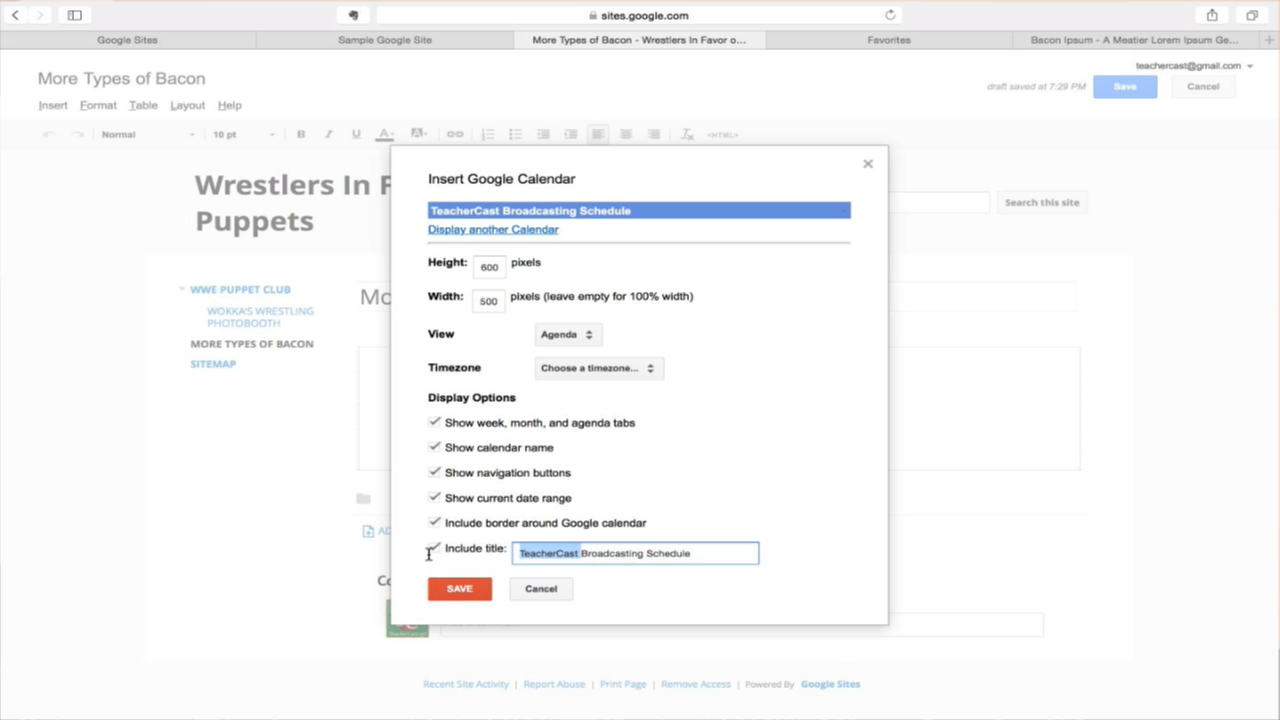 sites.google.com
Google Sites
Sample Google Site
More Types of Bacon - Wrestlers In Favor o...
Favorites
Bacon Ipsum - A Meatier Lorem Ipsum Ge...
teachercast@gmail.com
More Types of Bacon
draft saved at 7:29 PM
Save
Cancel
Insert Format Table Layout Help
Normal 10 pt B I U A <HTML>
Wrestlers In F
Puppets
Search this site
WWE PUPPET CLUB
WOKKA'S WRESTLING
PHOTOBOOTH
MORE TYPES OF BACON
SITEMAP
Mo
Insert Google Calendar
TeacherCast Broadcasting Schedule
Display another Calendar
Height: 600 pixels
Width: 500 pixels (leave empty for 100% width)
View Agenda
Timezone Choose a timezone...
Display Options
Show week, month, and agenda tabs
Show calendar name
Show navigation buttons
Show current date range
Include border around Google calendar
Include title: TeacherCast Broadcasting Schedule
SAVE Cancel
AD
Co
Recent Site Activity | Report Abuse | Print Page | Remove Access | Powered By Google Sites